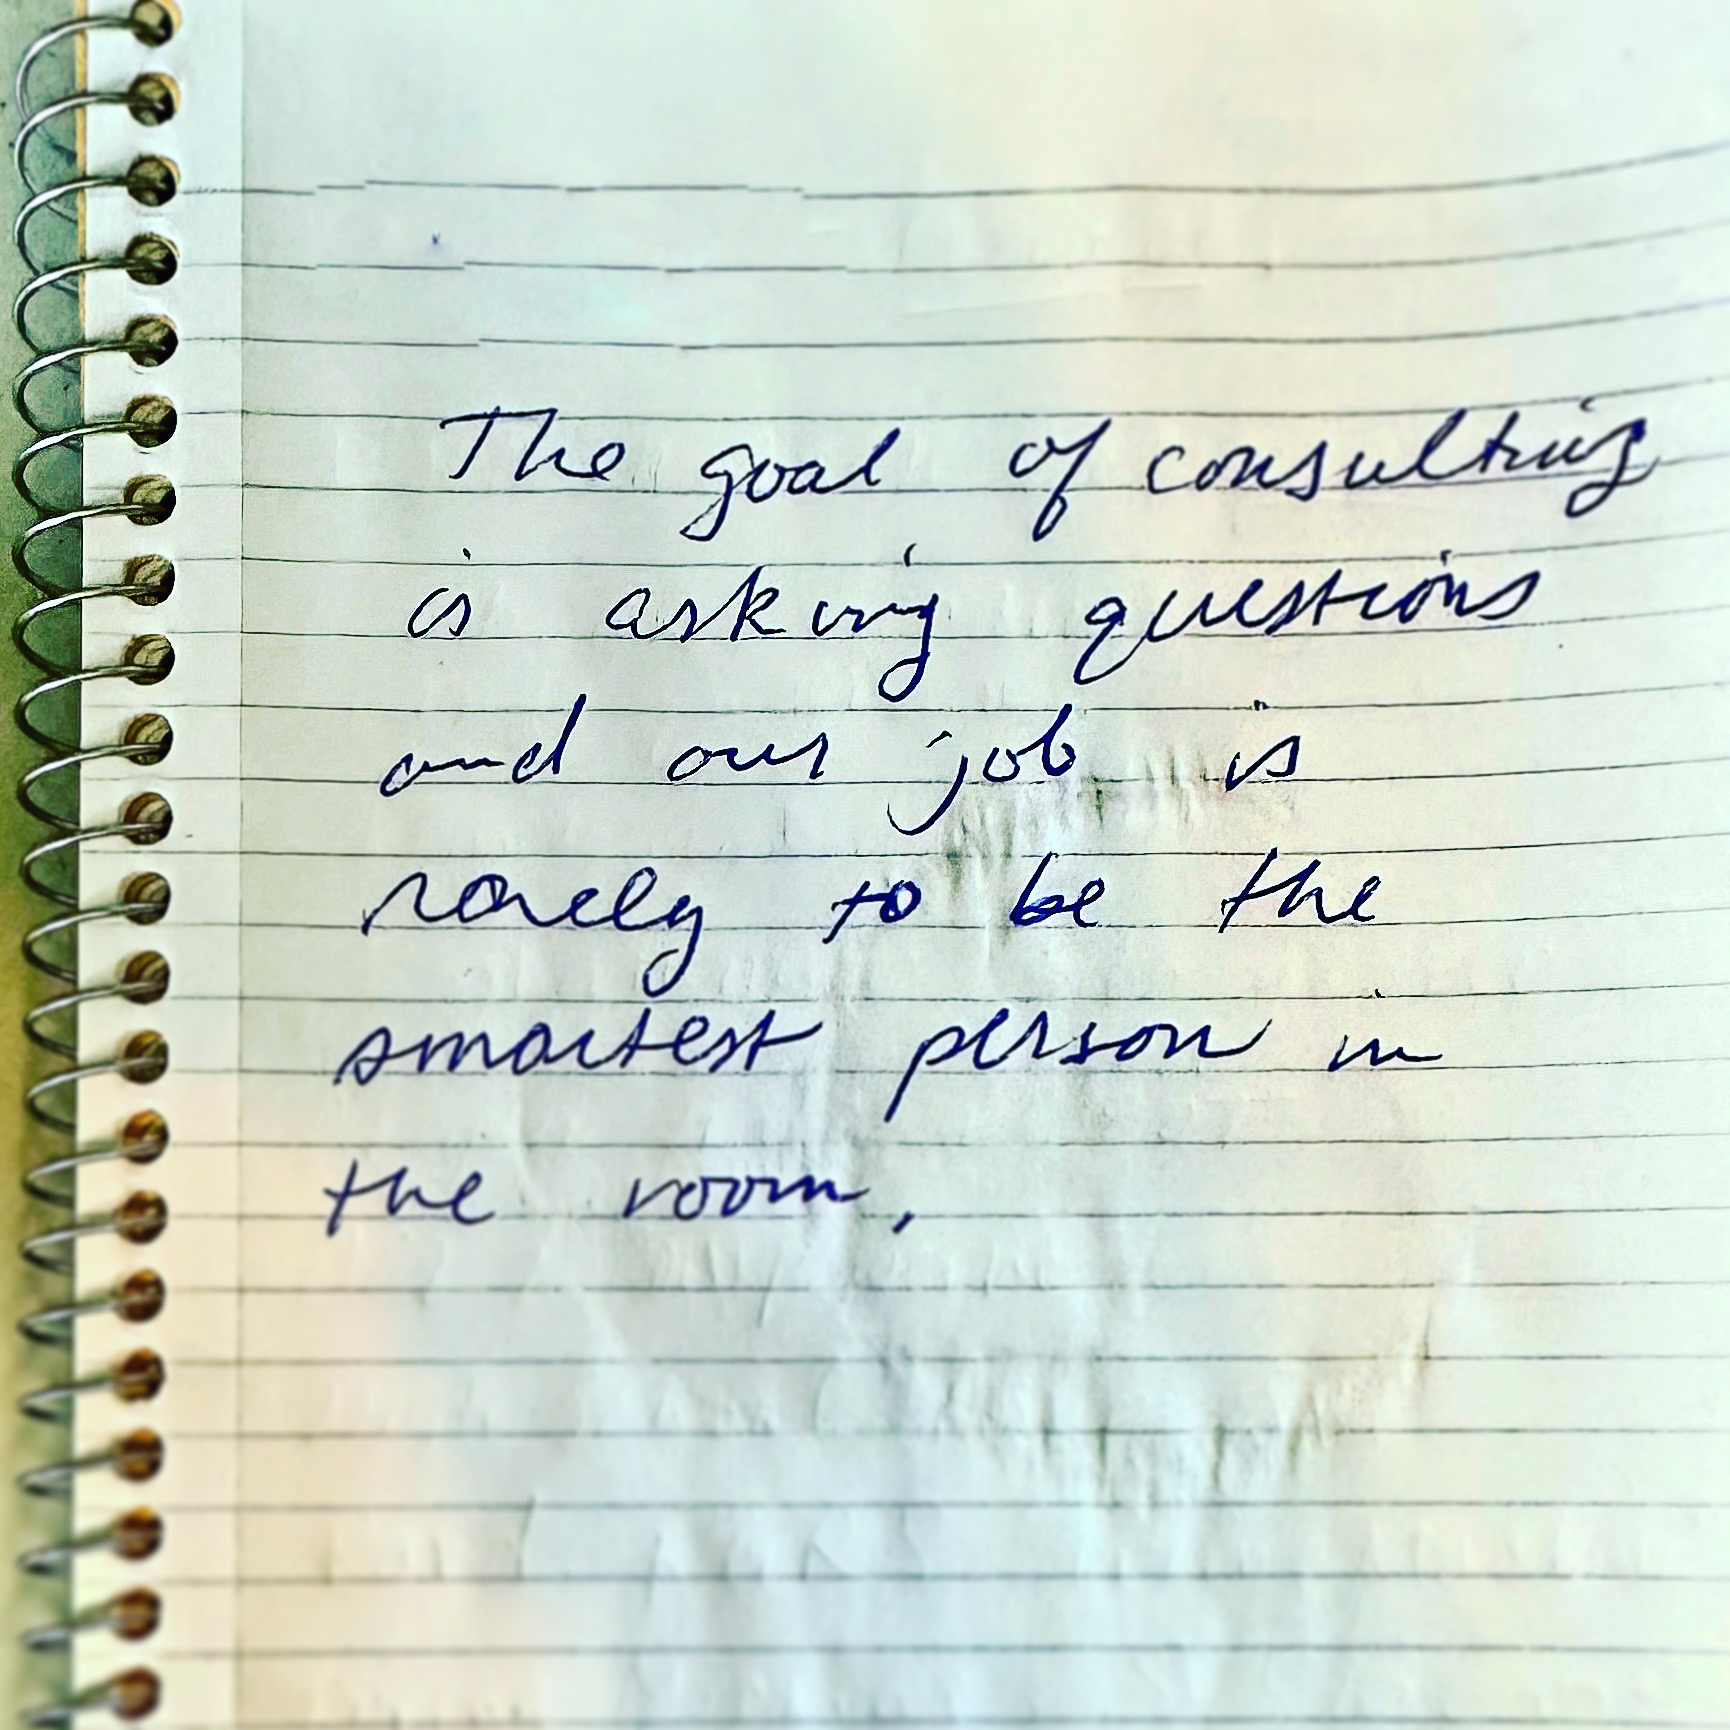 The goal of consulting
is asking questions
and our job is
rarely to be the
smartest person in
the room.